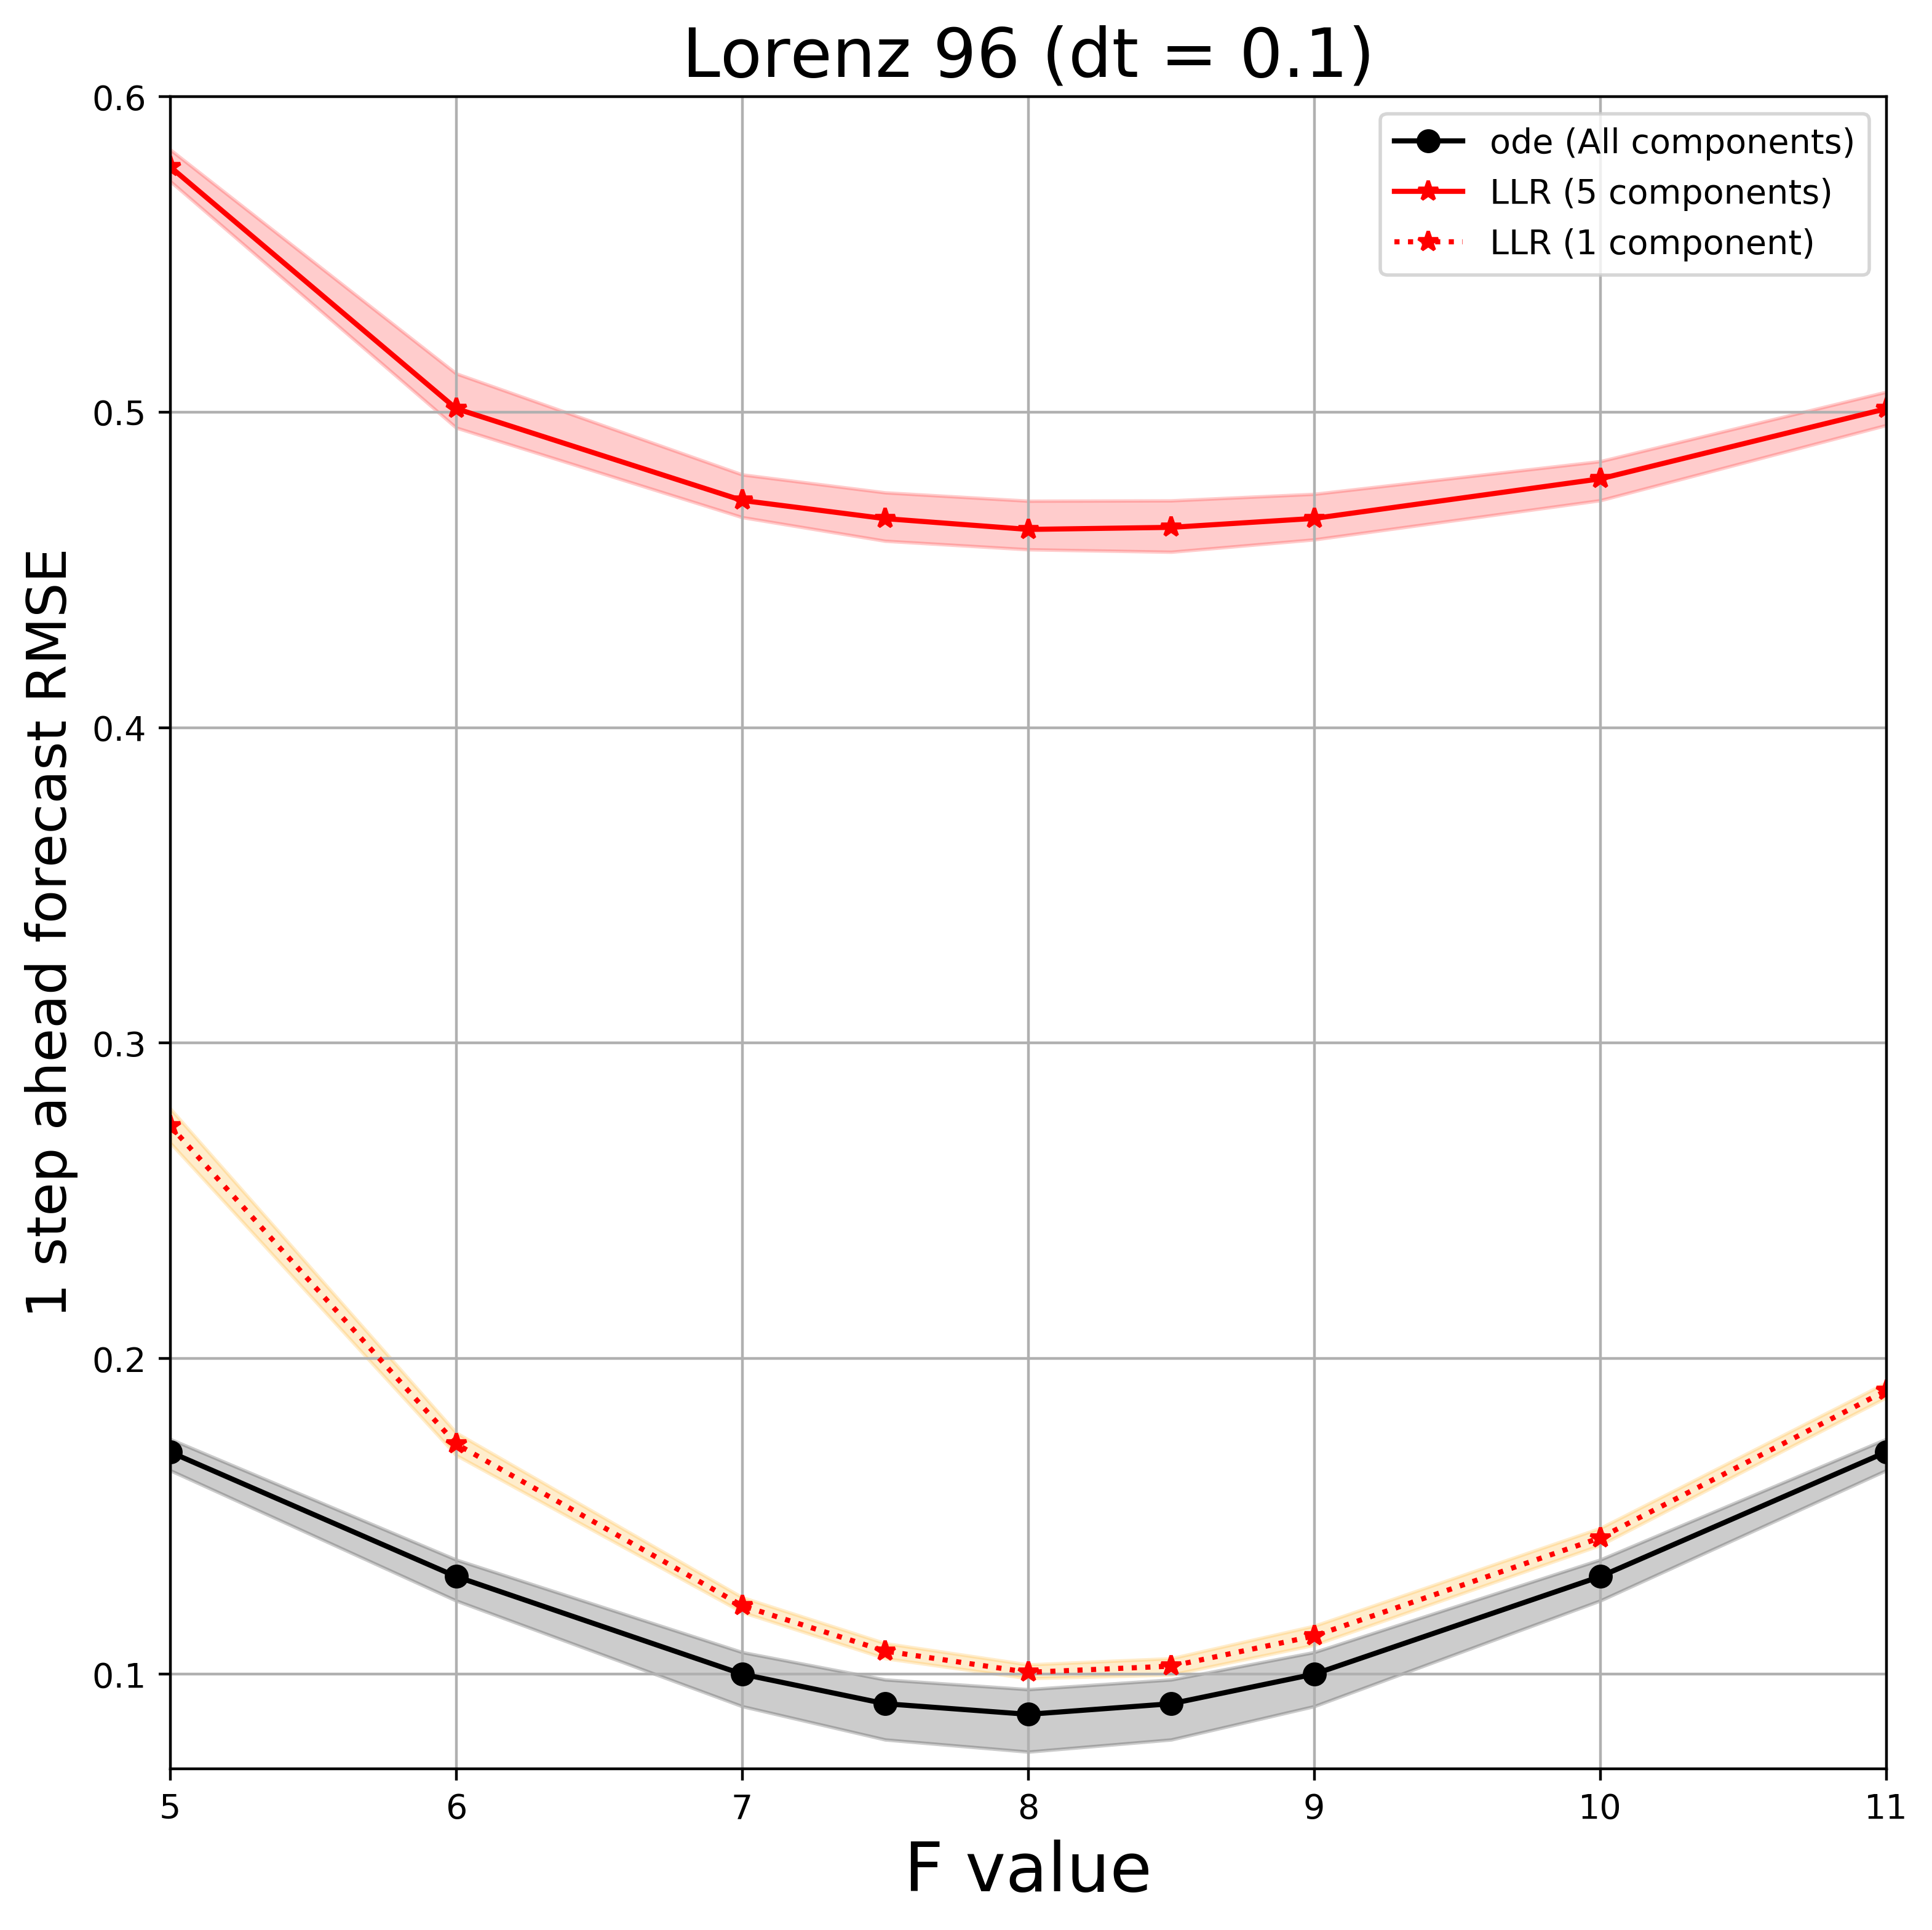 Lorenz 96 (dt = 0.1)
ode (All components)
LLR (5 components)
LLR (1 component)
1 step ahead forecast RMSE
0.6
0.5
0.4
0.3
0.2
0.1
5 6 7 8 9 10 11
F value